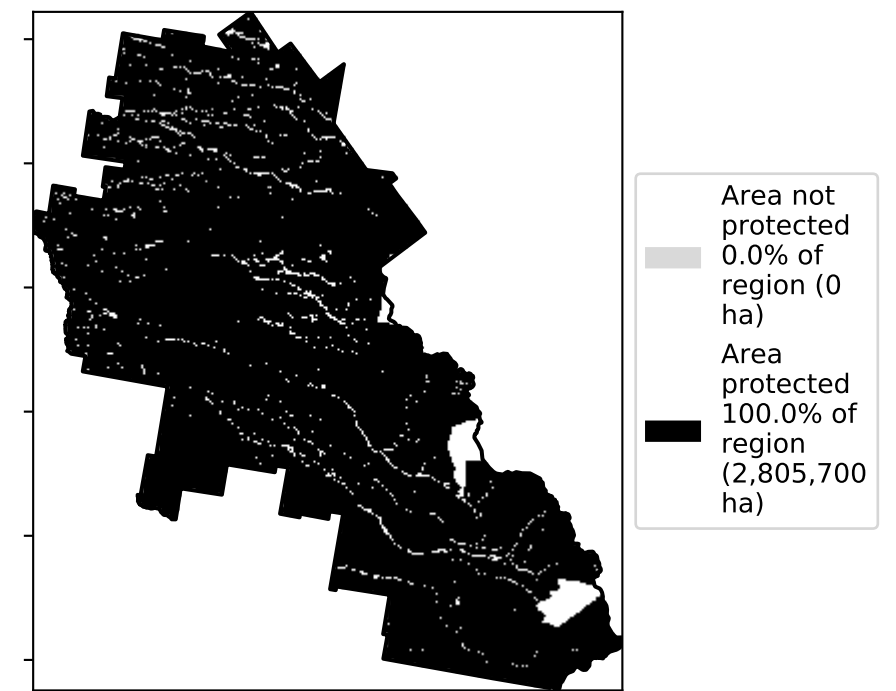 Area not
protected
0.0% of
region (0
ha)
Area
protected
100.0% of
region
(2,805,700
ha)